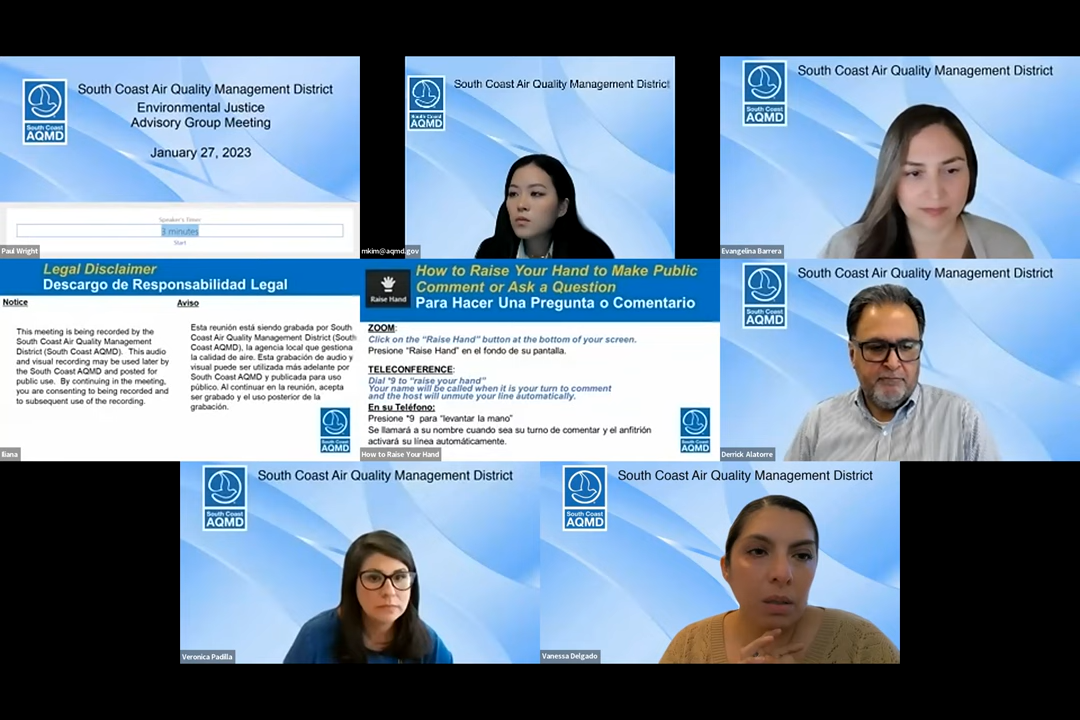 South Coast Air Quality Management District
Environmental Justice
Advisory Group Meeting
January 27, 2023
South Coast
AQMD
Speaker's Timer
3 minutes
Start
Paul Wright
South Coast Air Quality Management District
South Coast
AQMD
mkim@aqmd.gov
South Coast Air Quality Management District
South Coast
AQMD
Evangelina Barrera
Legal Disclaimer
Descargo de Responsabilidad Legal
Notice
This meeting is being recorded by the
South Coast Air Quality Management
District (South Coast AQMD). This audio
and visual recording may be used later by
the South Coast AQMD and posted for
public use. By continuing in the meeting,
you are consenting to being recorded and
to subsequent use of the recording.
Aviso
Esta reunión está siendo grabada por South
Coast Air Quality Management District (South
Coast AQMD), la agencia local que gestiona
la calidad de aire. Esta grabación de audio y
visual puede ser utilizada más adelante por
South Coast AQMD y publicada para uso
público. Al continuar en la reunión, acepta
ser grabado y el uso posterior de la
grabación.
South Coast
AQMD
Iliana
Raise Hand
How to Raise Your Hand to Make Public
Comment or Ask a Question
Para Hacer Una Pregunta o Comentario
ZOOM:
Click on the “Raise Hand” button at the bottom of your screen.
Presione “Raise Hand” en el fondo de su pantalla.
TELECONFERENCE:
Dial *9 to “raise your hand”
Your name will be called when it is your turn to comment
and the host will unmute your line automatically.
En su Teléfono:
Presione *9 para “levantar la mano”
Se llamará a su nombre cuando sea su turno de comentar y el anfitrión
activará su línea automáticamente.
South Coast
AQMD
How to Raise Your Hand
South Coast Air Quality Management District
South Coast
AQMD
Derrick Alatorre
South Coast Air Quality Management District
South Coast
AQMD
Veronica Padilla
South Coast Air Quality Management District
South Coast
AQMD
Vanessa Delgado